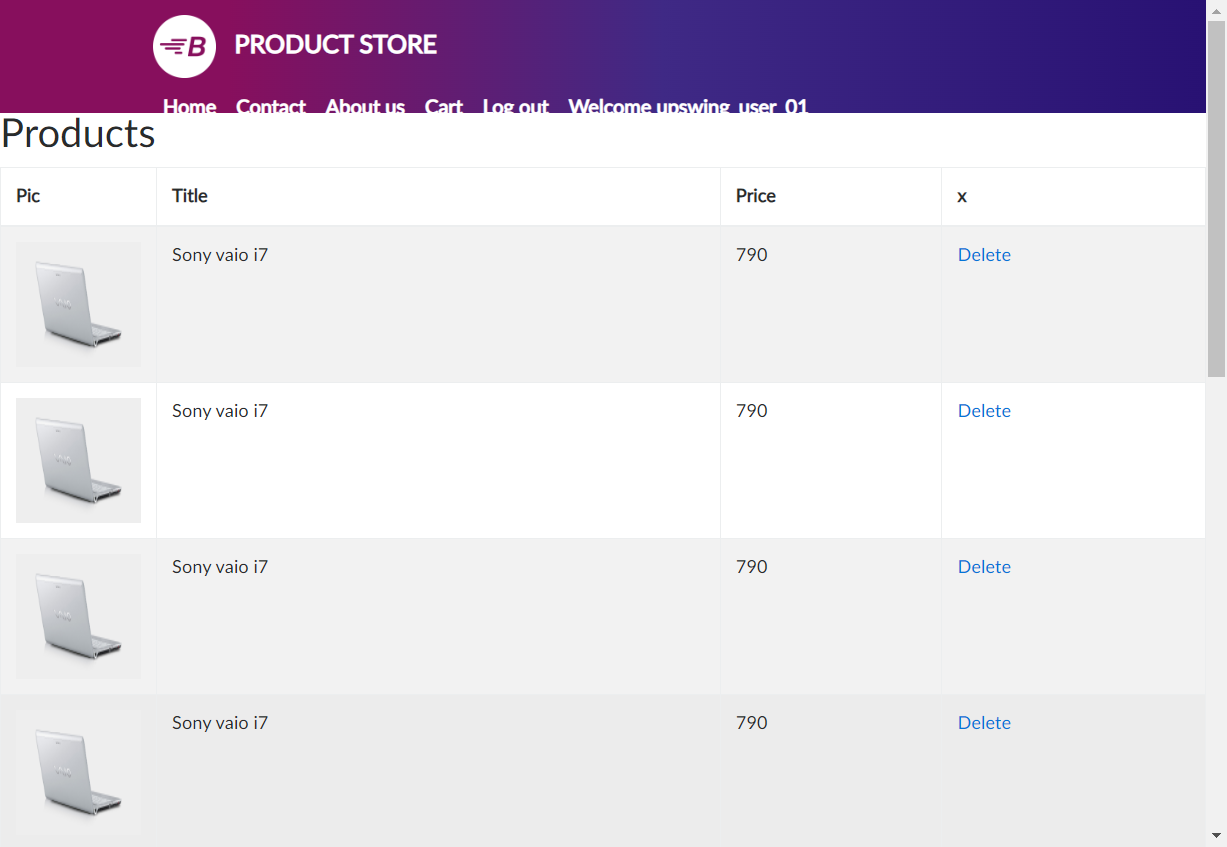 B PRODUCT STORE
Home Contact About us Cart Log out Welcome upswing_user_01
Products
Pic Title Price x
Sony vaio i7 790 Delete
Sony vaio i7 790 Delete
Sony vaio i7 790 Delete
Sony vaio i7 790 Delete